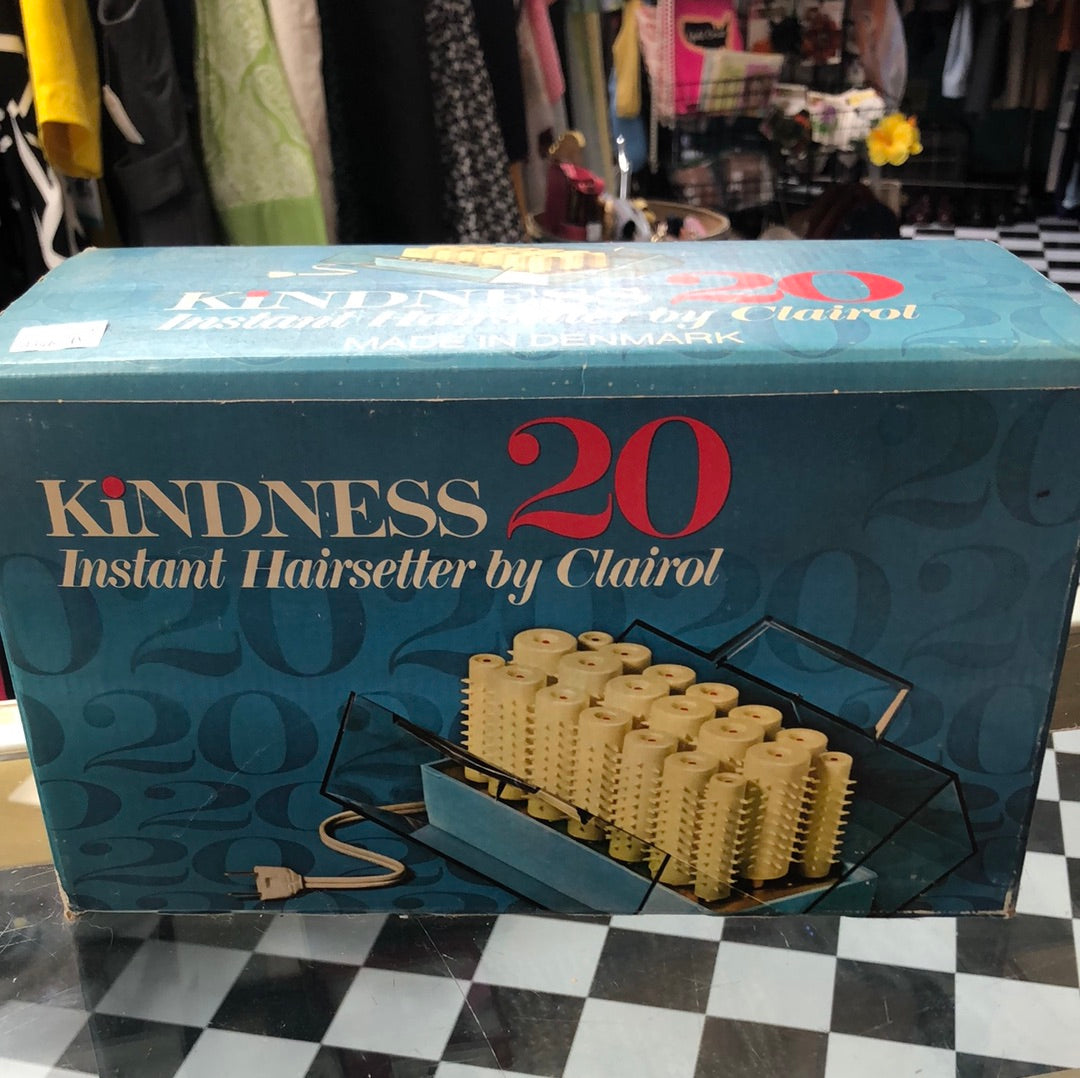 KiNDNESS 20
Instant Hairsetter by Clairol
MADE IN DENMARK
KiNDNESS 20
Instant Hairsetter by Clairol